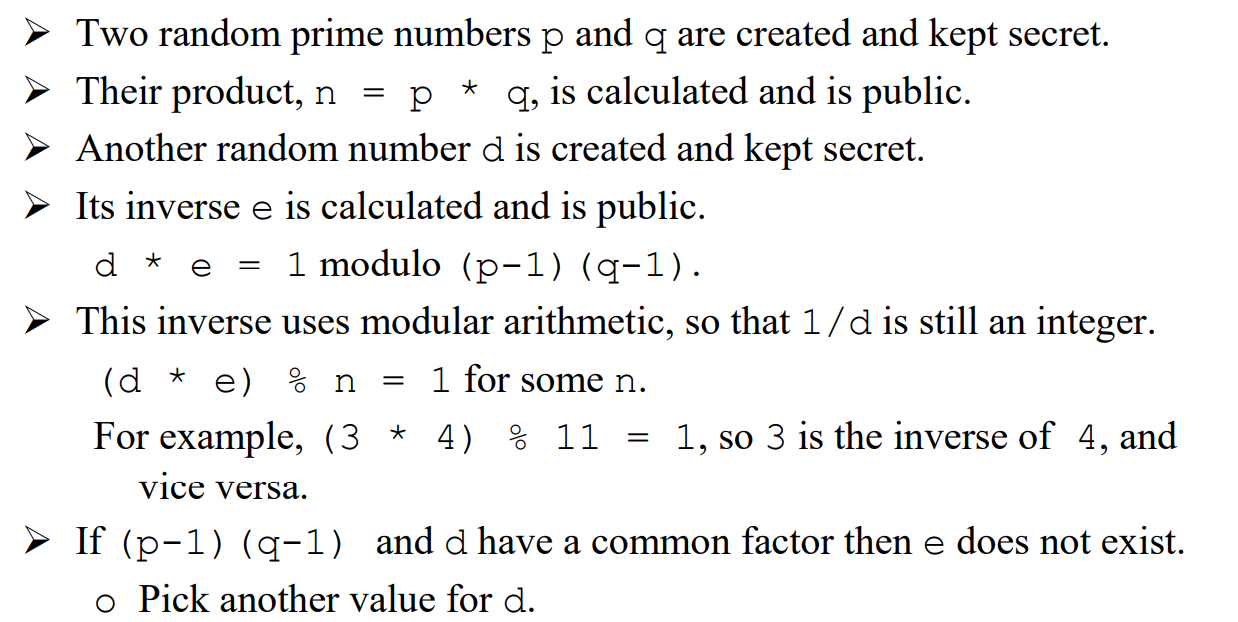 ➢ Two random prime numbers p and q are created and kept secret.
➢ Their product, n = p * q, is calculated and is public.
➢ Another random number d is created and kept secret.
➢ Its inverse e is calculated and is public.
d * e = 1 modulo (p-1)(q-1).
➢ This inverse uses modular arithmetic, so that 1/d is still an integer.
(d * e) % n = 1 for some n.
For example, (3 * 4) % 11 = 1, so 3 is the inverse of 4, and
vice versa.
➢ If (p-1)(q-1) and d have a common factor then e does not exist.
o Pick another value for d.